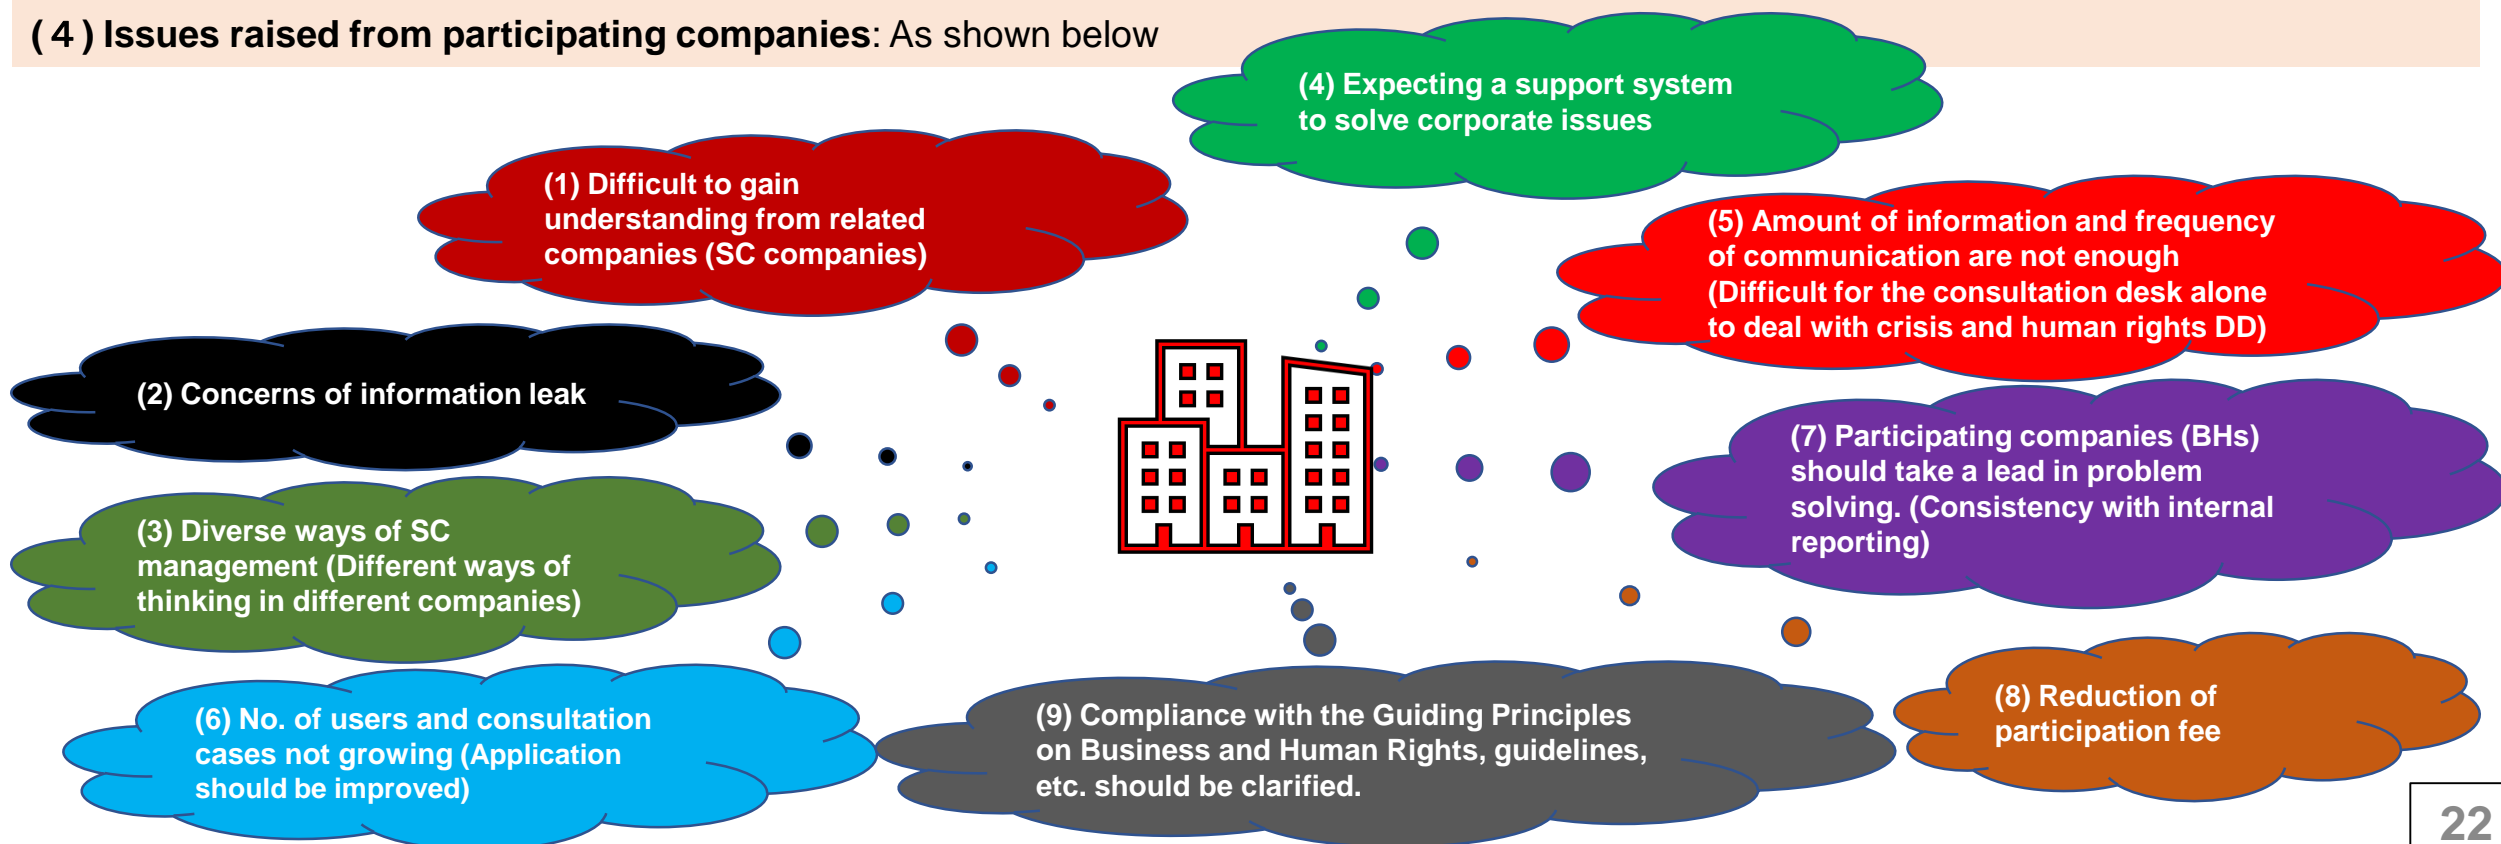 (４) Issues raised from participating companies: As shown below
(1) Difficult to gain
understanding from related
companies (SC companies)
(2) Concerns of information leak
(3) Diverse ways of SC
management (Different ways of
thinking in different companies)
(4) Expecting a support system
to solve corporate issues
(5) Amount of information and frequency
of communication are not enough
(Difficult for the consultation desk alone
to deal with crisis and human rights DD)
(6) No. of users and consultation
cases not growing (Application
should be improved)
(7) Participating companies (BHs)
should take a lead in problem
solving. (Consistency with internal
reporting)
(8) Reduction of
participation fee
(9) Compliance with the Guiding Principles
on Business and Human Rights, guidelines,
etc. should be clarified.
22